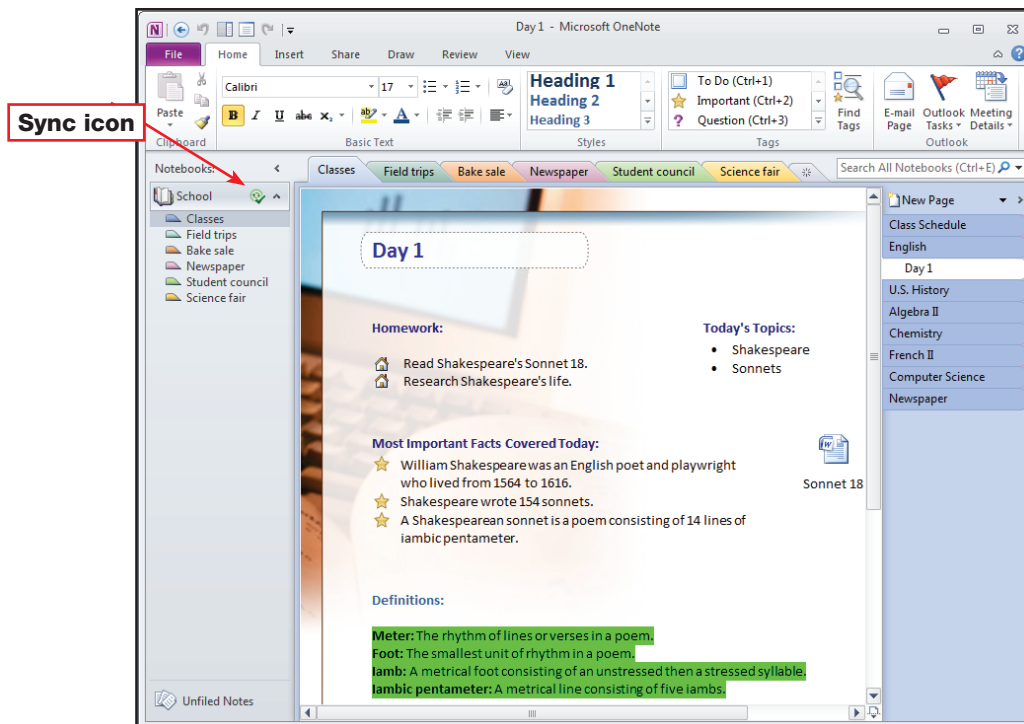 Day 1 - Microsoft OneNote
File Home Insert Share Draw Review View
Sync icon
Paste
Clipboard
Calibri 17
B I U abc x₂ A
Basic Text
Heading 1
Heading 2
Heading 3
Styles
To Do (Ctrl+1)
Important (Ctrl+2)
Question (Ctrl+3)
Tags
Find
Tags
E-mail
Page
Outlook
Tasks
Meeting
Details
Outlook
Notebooks:
School
Classes
Field trips
Bake sale
Newspaper
Student council
Science fair
Unfiled Notes
Classes Field trips Bake sale Newspaper Student council Science fair
Search All Notebooks (Ctrl+E)
Day 1
Homework:
Read Shakespeare's Sonnet 18.
Research Shakespeare's life.
Today's Topics:
• Shakespeare
• Sonnets
Most Important Facts Covered Today:
William Shakespeare was an English poet and playwright
who lived from 1564 to 1616.
Shakespeare wrote 154 sonnets.
A Shakespearean sonnet is a poem consisting of 14 lines of
iambic pentameter.
Sonnet 18
Definitions:
Meter: The rhythm of lines or verses in a poem.
Foot: The smallest unit of rhythm in a poem.
Iamb: A metrical foot consisting of an unstressed then a stressed syllable.
Iambic pentameter: A metrical line consisting of five iambs.
New Page
Class Schedule
English
Day 1
U.S. History
Algebra II
Chemistry
French II
Computer Science
Newspaper